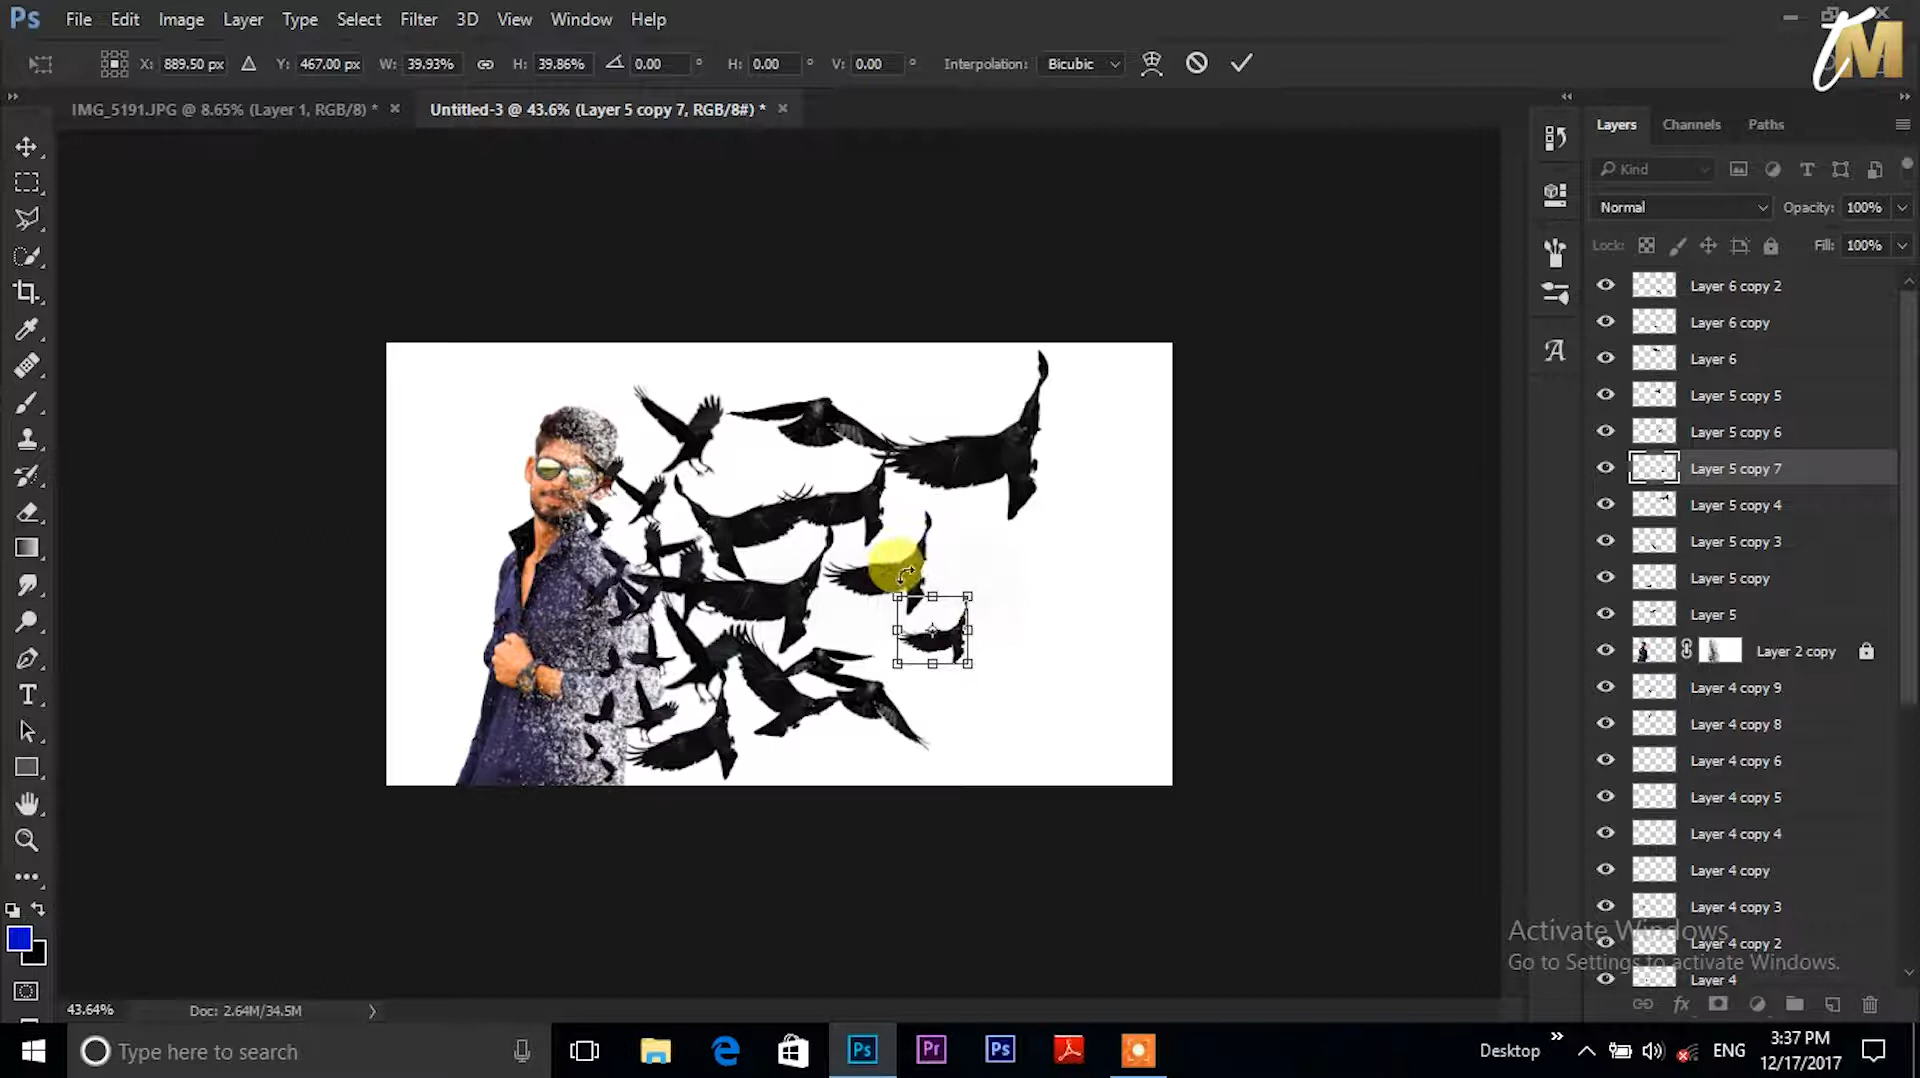 Ps File Edit Image Layer Type Select Filter 3D View Window Help
X: 889.50 px Y: 467.00 px W: 39.93% H: 39.86% 0.00 ° H: 0.00 ° V: 0.00 ° Interpolation: Bicubic
tM
IMG_5191.JPG @ 8.65% (Layer 1, RGB/8) * Untitled-3 @ 43.6% (Layer 5 copy 7, RGB/8#) *
Layers Channels Paths
Kind
Normal Opacity: 100%
Lock: Fill: 100%
Layer 6 copy 2
Layer 6 copy
Layer 6
Layer 5 copy 5
Layer 5 copy 6
Layer 5 copy 7
Layer 5 copy 4
Layer 5 copy 3
Layer 5 copy
Layer 5
Layer 2 copy
Layer 4 copy 9
Layer 4 copy 8
Layer 4 copy 6
Layer 4 copy 5
Layer 4 copy 4
Layer 4 copy
Layer 4 copy 3
Layer 4 copy 2
Layer 4
Activate Windows
Go to Settings to activate Windows.
43.64% Doc: 2.64M/34.5M
Type here to search
Ps Pr Ps
Desktop ENG 3:37 PM
12/17/2017